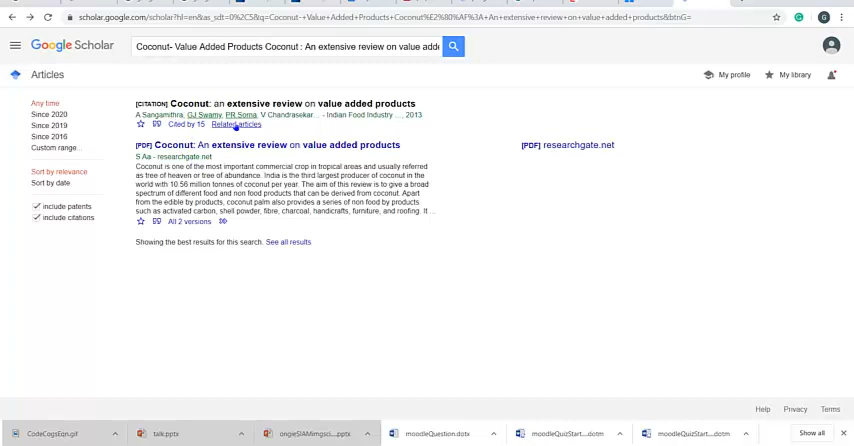 scholar.google.com/scholar?hl=en&as_sdt=0%2C5&q=Coconut-+Value+Added+Products+Coconut%E2%80%AF%3A+An+extensive+review+on+value+added+products&btnG=
G
Google Scholar
Coconut- Value Added Products Coconut : An extensive review on value adde
Articles
My profile
My library
Any time
Since 2020
Since 2019
Since 2016
Custom range...
Sort by relevance
Sort by date
include patents
include citations
[CITATION] Coconut: an extensive review on value added products
A Sangamithra, GJ Swamy, PR Sorna, V Chandrasekar... - Indian Food Industry ..., 2013
Cited by 15 Related articles
[PDF] Coconut: An extensive review on value added products
S Aa - researchgate.net
Coconut is one of the most important commercial crop in tropical areas and usually referred
as tree of heaven or tree of abundance. India is the third largest producer of coconut in the
world with 10.56 million tonnes of coconut per year. The aim of this review is to give a broad
spectrum of different food and non food products that can be derived from coconut. Apart
from the edible by products, coconut palm also provides a series of non food by products
such as activated carbon, shell powder, fibre, charcoal, handicrafts, furniture, and roofing. It ...
All 2 versions
[PDF] researchgate.net
Showing the best results for this search. See all results
Help Privacy Terms
CodeCogsEqn.gif
talk.pptx
ongieSIAMimgsci....pptx
moodleQuestion.dotx
moodleQuizStart....dotm
moodleQuizStart....dotm
Show all